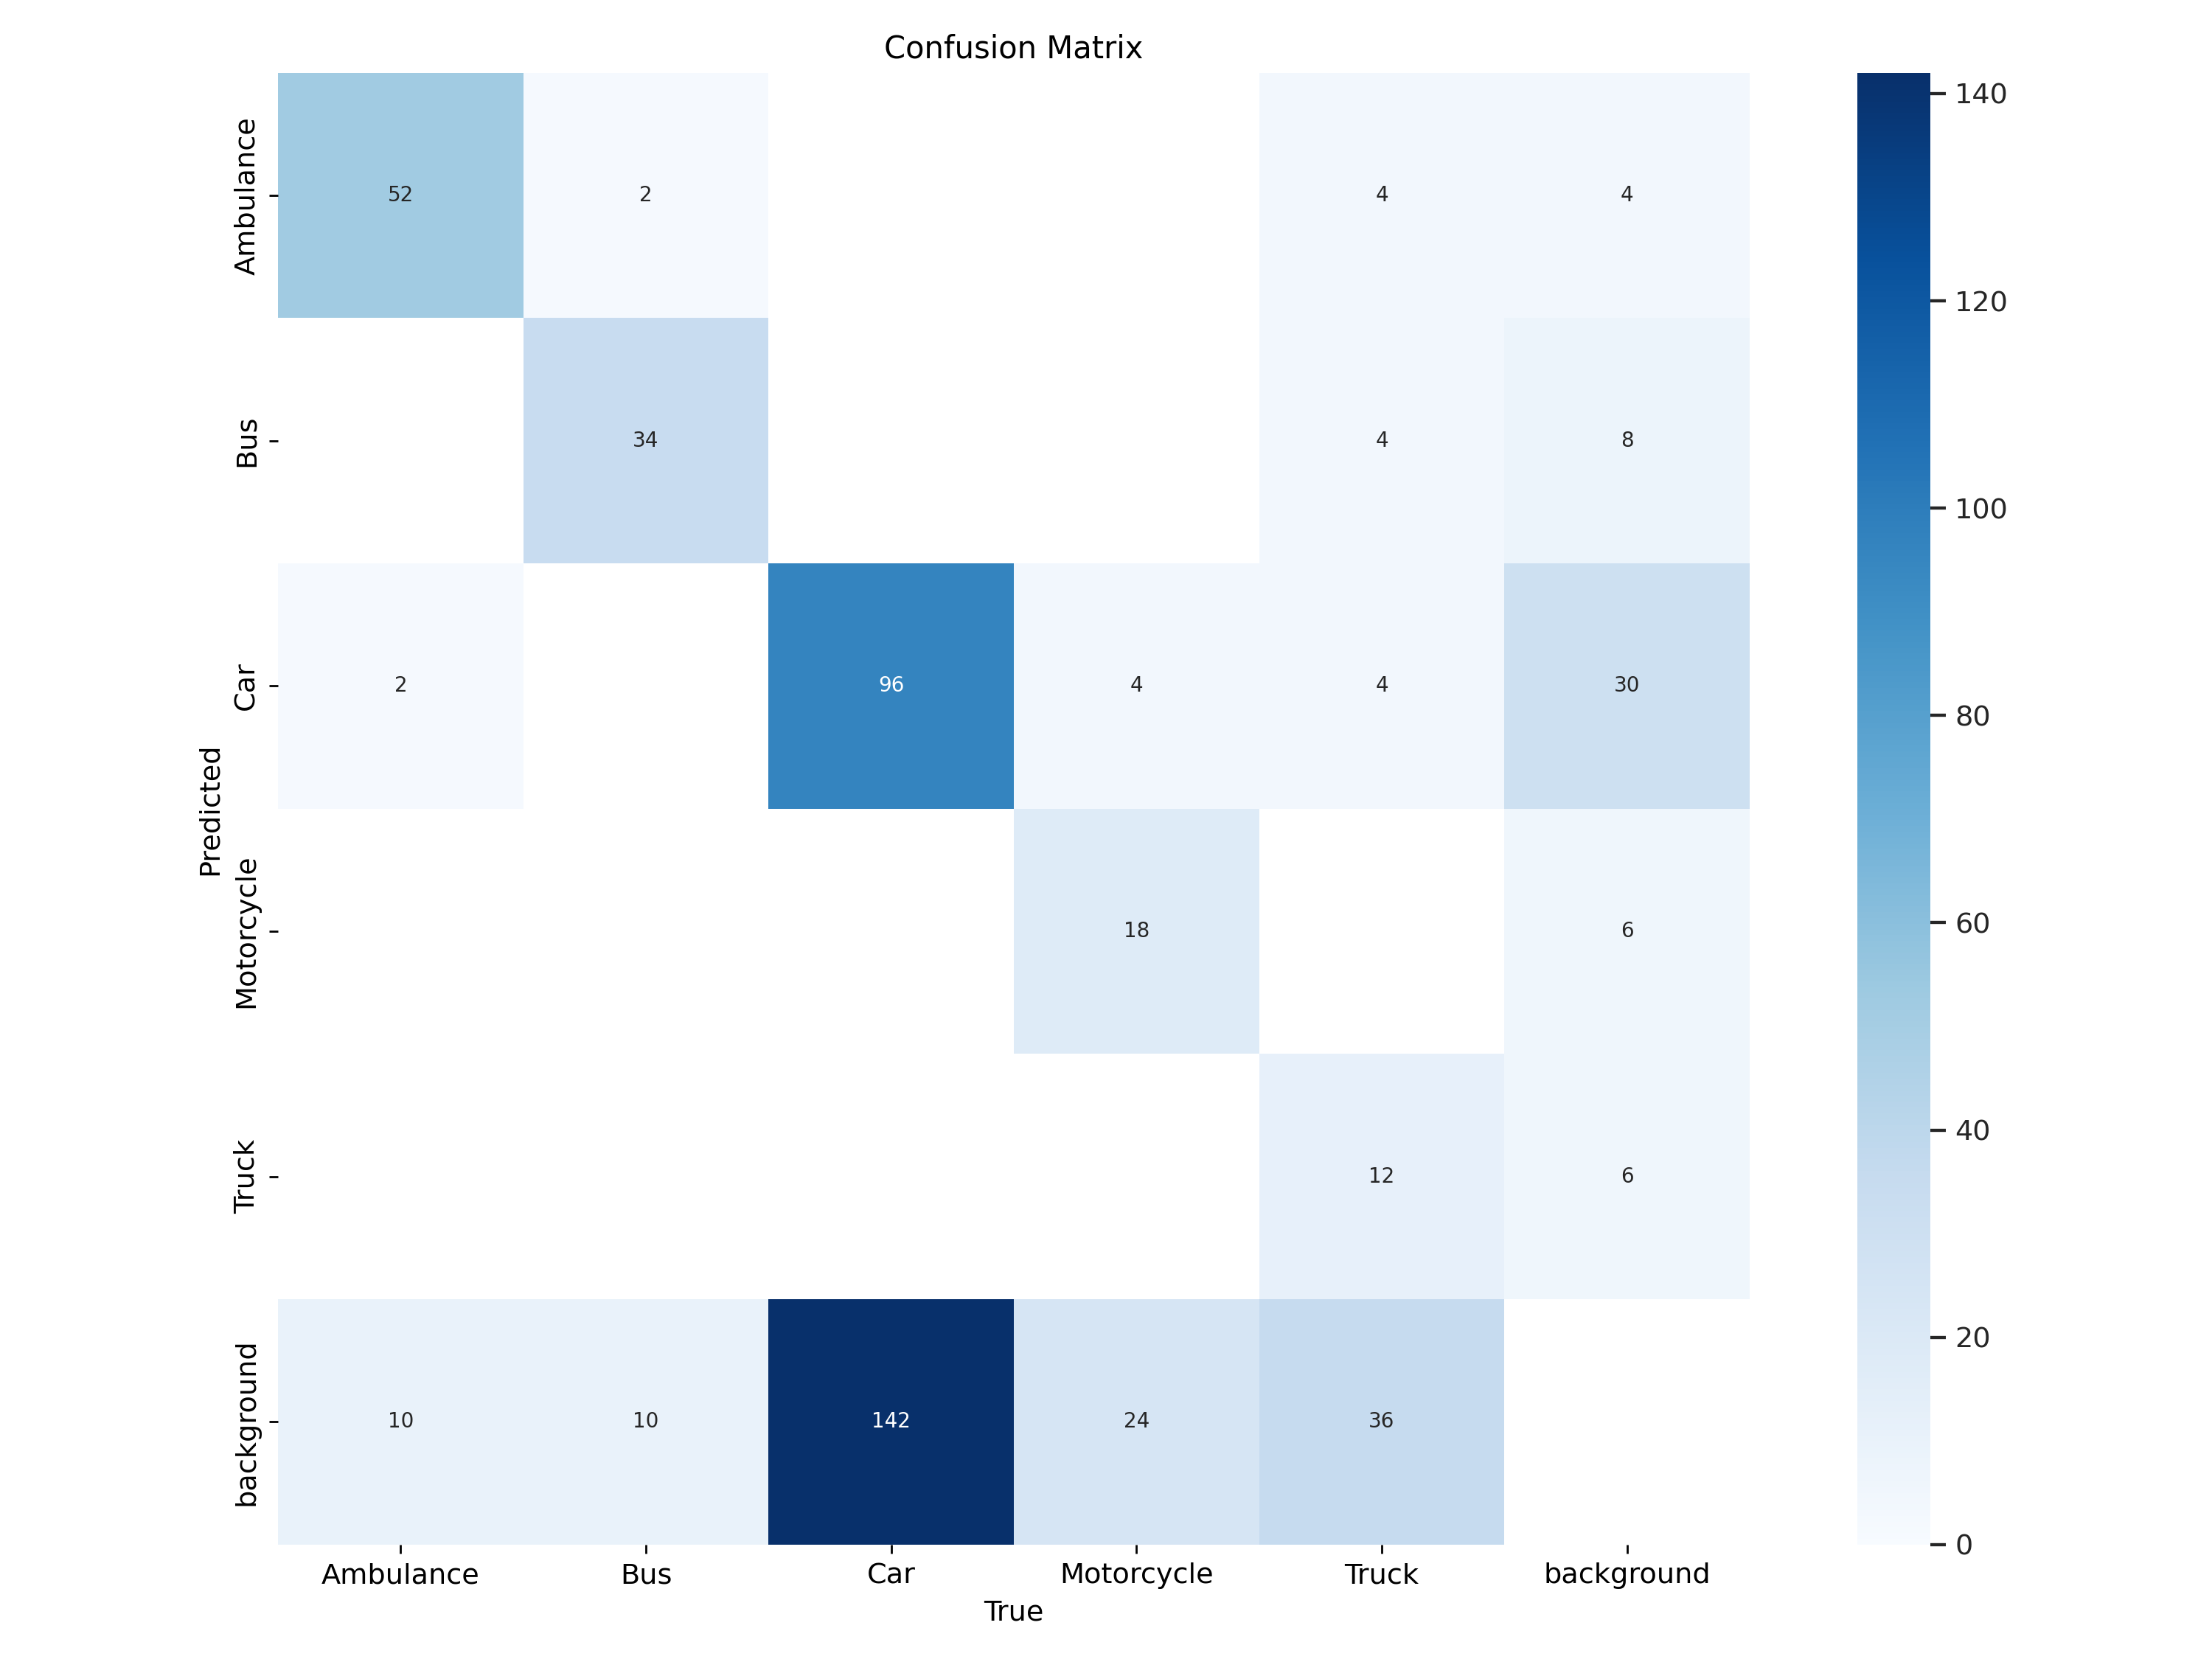 Confusion Matrix
Predicted
Ambulance 52 2 4 4
Bus 34 4 8
Car 2 96 4 4 30
Motorcycle 18 6
Truck 12 6
background 10 10 142 24 36
Ambulance Bus Car Motorcycle Truck background
True
140
120
100
80
60
40
20
0